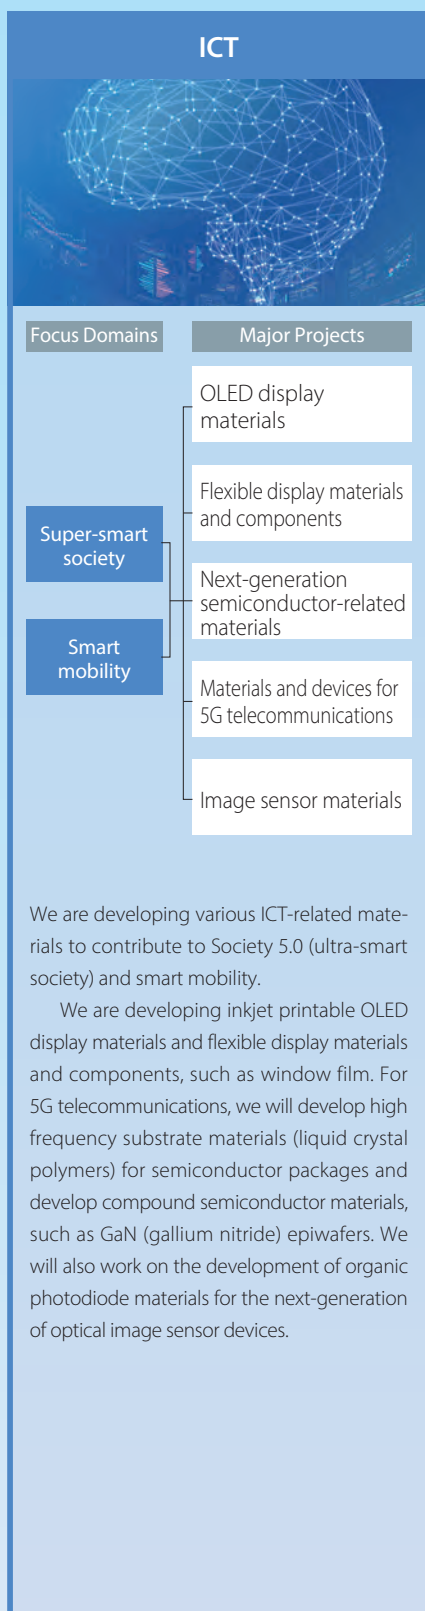 ICT
Focus Domains
Major Projects
Super-smart
society
Smart
mobility
OLED display
materials
Flexible display materials
and components
Next-generation
semiconductor-related
materials
Materials and devices for
5G telecommunications
Image sensor materials
We are developing various ICT-related mate-
rials to contribute to Society 5.0 (ultra-smart
society) and smart mobility.
We are developing inkjet printable OLED
display materials and flexible display materials
and components, such as window film. For
5G telecommunications, we will develop high
frequency substrate materials (liquid crystal
polymers) for semiconductor packages and
develop compound semiconductor materials,
such as GaN (gallium nitride) epiwafers. We
will also work on the development of organic
photodiode materials for the next-generation
of optical image sensor devices.